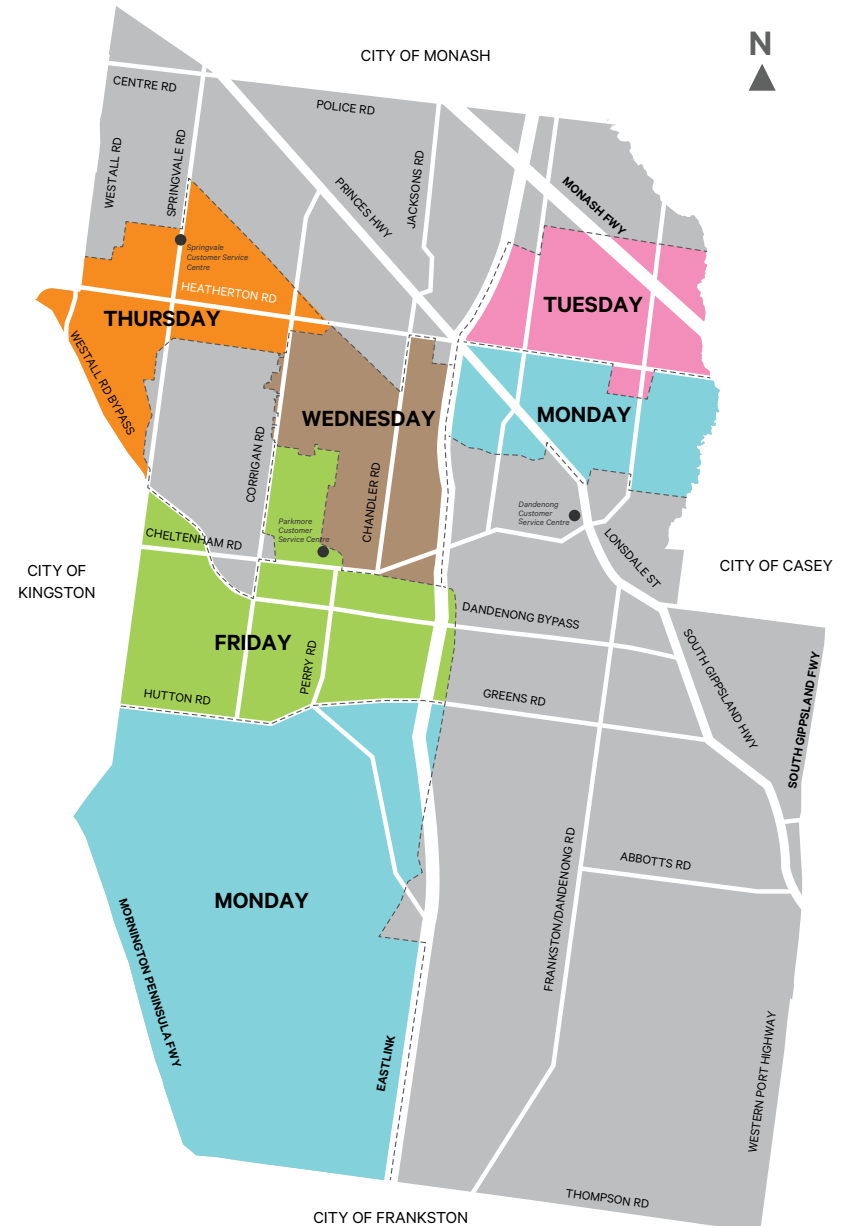 N
CITY OF MONASH
CENTRE RD
POLICE RD
WESTALL RD
SPRINGVALE RD
JACKSONS RD
PRINCES HWY
MONASH FWY
Springvale
Customer Service
Centre
HEATHERTON RD
THURSDAY
TUESDAY
WESTALL RD BYPASS
WEDNESDAY
MONDAY
CORRIGAN RD
CHANDLER RD
Parkmore
Customer
Service Centre
Dandenong
Customer
Service Centre
CHELTENHAM RD
LONSDALE ST
CITY OF
KINGSTON
CITY OF CASEY
DANDENONG BYPASS
FRIDAY
PERRY RD
SOUTH GIPPSLAND HWY
SOUTH GIPPSLAND FWY
HUTTON RD
GREENS RD
ABBOTTS RD
FRANKSTON/DANDENONG RD
MONDAY
MORNINGTON PENINSULA FWY
EASTLINK
WESTERN PORT HIGHWAY
THOMPSON RD
CITY OF FRANKSTON